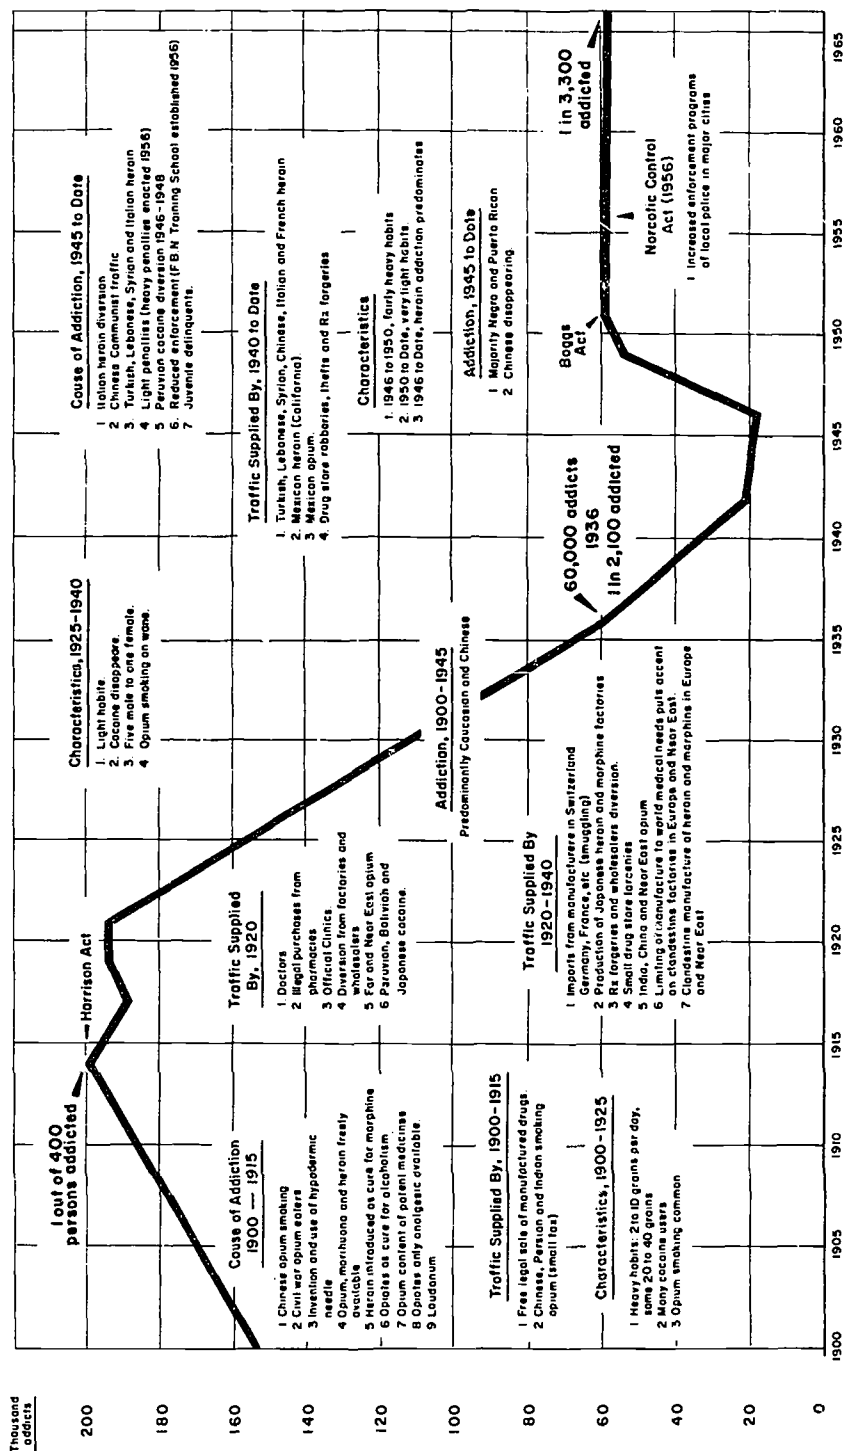 Thousand
addicts
200
180
160
140
120
100
80
60
40
20
0
1 out of 400
persons addicted
Harrison Act
Cause of Addiction
1900 — 1915
1 Chinese opium smoking
2 Civil war opium eaters
3 Invention and use of hypodermic
needle
4 Opium, marihuana and heroin freely
available
5 Heroin introduced as cure for morphine
6 Opiates as cure for alcoholism
7 Opium content of patent medicines
8 Opiates only analgesic available.
9 Laudanum
Traffic Supplied By, 1900-1915
1 Free legal sale of manufactured drugs.
2 Chinese, Persian and Indian smoking
opium (small tax)
Characteristics, 1900-1925
1 Heavy habits: 2 to 10 grains per day,
some 20 to 40 grains
2 Many cocaine users
3 Opium smoking common
Traffic Supplied
By, 1920
1. Doctors
2 Illegal purchases from
pharmacies
3 Official Clinics.
4 Diversion from factories and
wholesalers
5 Far and Near East opium
6 Peruvian, Bolivian and
Japanese cocaine.
Traffic Supplied By
1920-1940
1 Imports from manufacturers in Switzerland
Germany, France, etc (smuggling)
2 Production of Japanese heroin and morphine factories
3 Rx forgeries and wholesalers diversion.
4 Small drug store larcenies
5 India, China and Near East opium
6 Limiting of manufacture to world medical needs puts accent
on clandestine factories in Europe and Near East.
7 Clandestine manufacture of heroin and morphine in Europe
and Near East
Characteristics, 1925-1940
1. Light habits.
2. Cocaine disappears.
3. Five male to one female.
4 Opium smoking on wane.
Addiction, 1900-1945
Predominantly Caucasian and Chinese
60,000 addicts
1936
1 in 2,100 addicted
Cause of Addiction, 1945 to Date
1 Italian heroin diversion
2 Chinese Communist traffic
3. Turkish, Lebanese, Syrian and Italian heroin
4 Light penalties (heavy penalties enacted 1956)
5 Peruvian cocaine diversion 1946-1948
6. Reduced enforcement (F.B.N Training School established 1956)
7 Juvenile delinquents.
Traffic Supplied By, 1940 to Date
1. Turkish, Lebanese, Syrian, Chinese, Italian and French heroin
2. Mexican heroin (California).
3 Mexican opium.
4. Drug store robberies, thefts and Rx forgeries
Characteristics
1. 1946 to 1950, fairly heavy habits
2. 1950 to Date, very light habits.
3 1946 to Date, heroin addiction predominates
Addiction, 1945 to Date
1 Majority Negro and Puerto Rican
2 Chinese disappearing.
Boggs
Act
1 in 3,300
addicted
Narcotic Control
Act (1956)
1 Increased enforcement programs
of local police in major cities
1900
1905
1910
1915
1920
1925
1930
1935
1940
1945
1950
1955
1960
1965